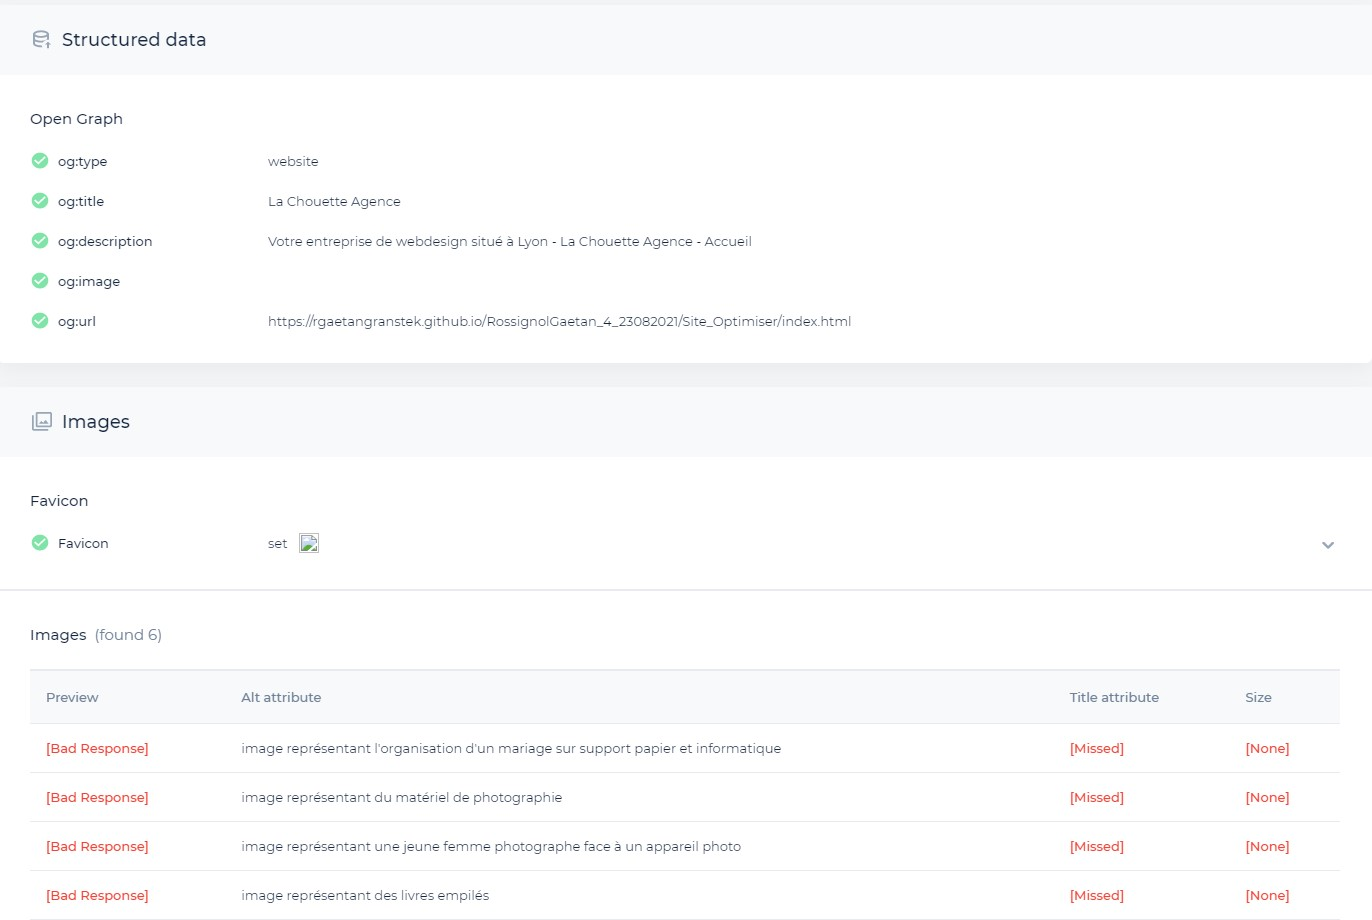 Structured data
Open Graph
og:type website
og:title La Chouette Agence
og:description Votre entreprise de webdesign situé à Lyon - La Chouette Agence - Accueil
og:image
og:url https://rgaetangranstek.github.io/RossignolGaetan_4_23082021/Site_Optimiser/index.html
Images
Favicon
Favicon set
Images (found 6)
Preview Alt attribute Title attribute Size
[Bad Response] image représentant l'organisation d'un mariage sur support papier et informatique [Missed] [None]
[Bad Response] image représentant du matériel de photographie [Missed] [None]
[Bad Response] image représentant une jeune femme photographe face à un appareil photo [Missed] [None]
[Bad Response] image représentant des livres empilés [Missed] [None]